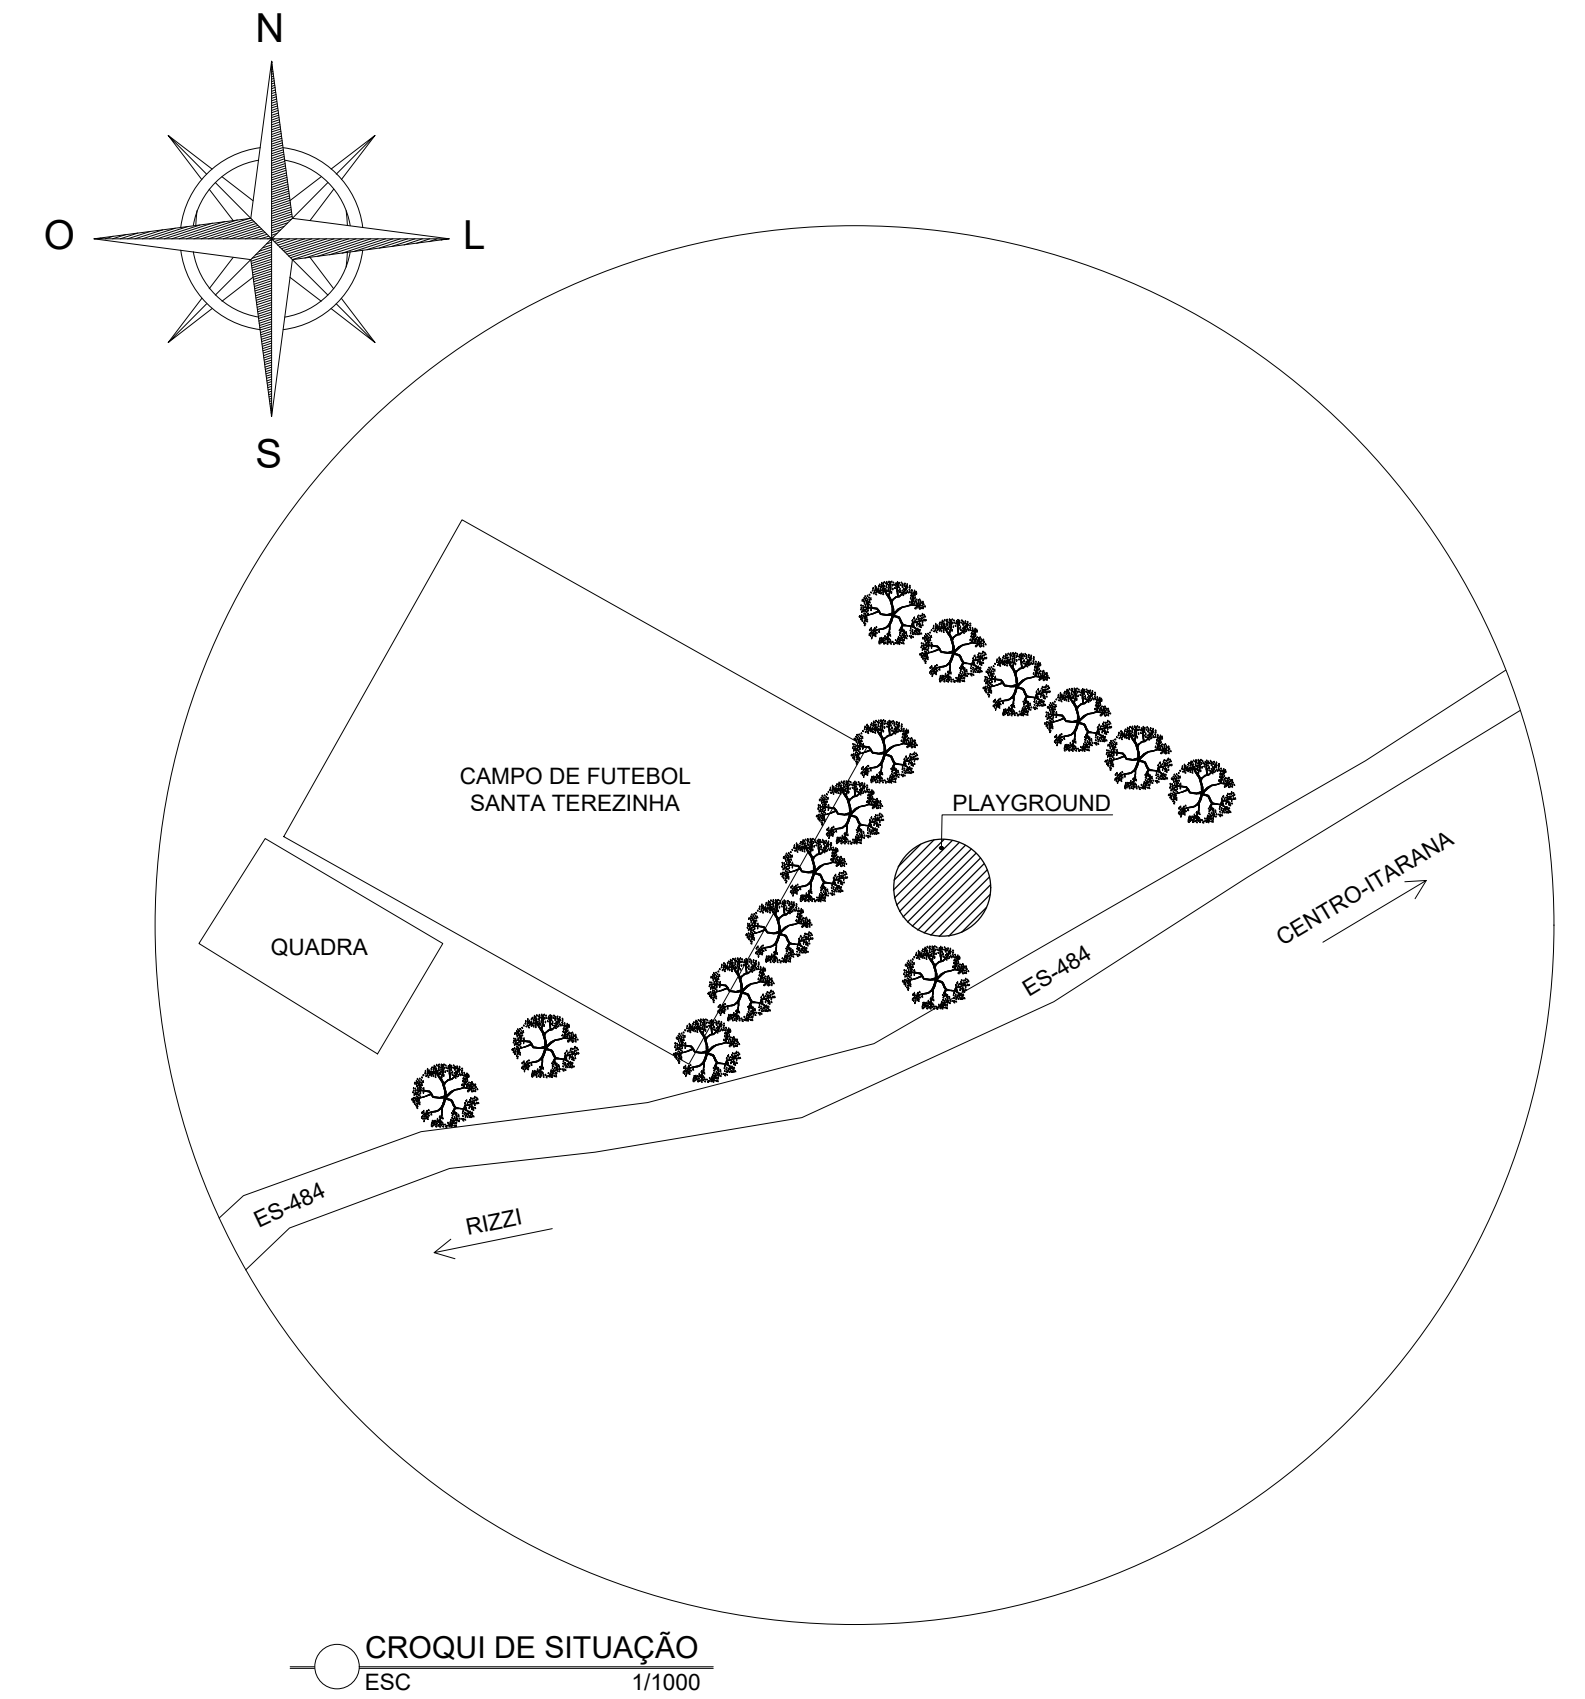 N
O
L
S
CAMPO DE FUTEBOL
SANTA TEREZINHA
PLAYGROUND
QUADRA
CENTRO-ITARANA
ES-484
ES-484
RIZZI
CROQUI DE SITUAÇÃO
ESC 1/1000